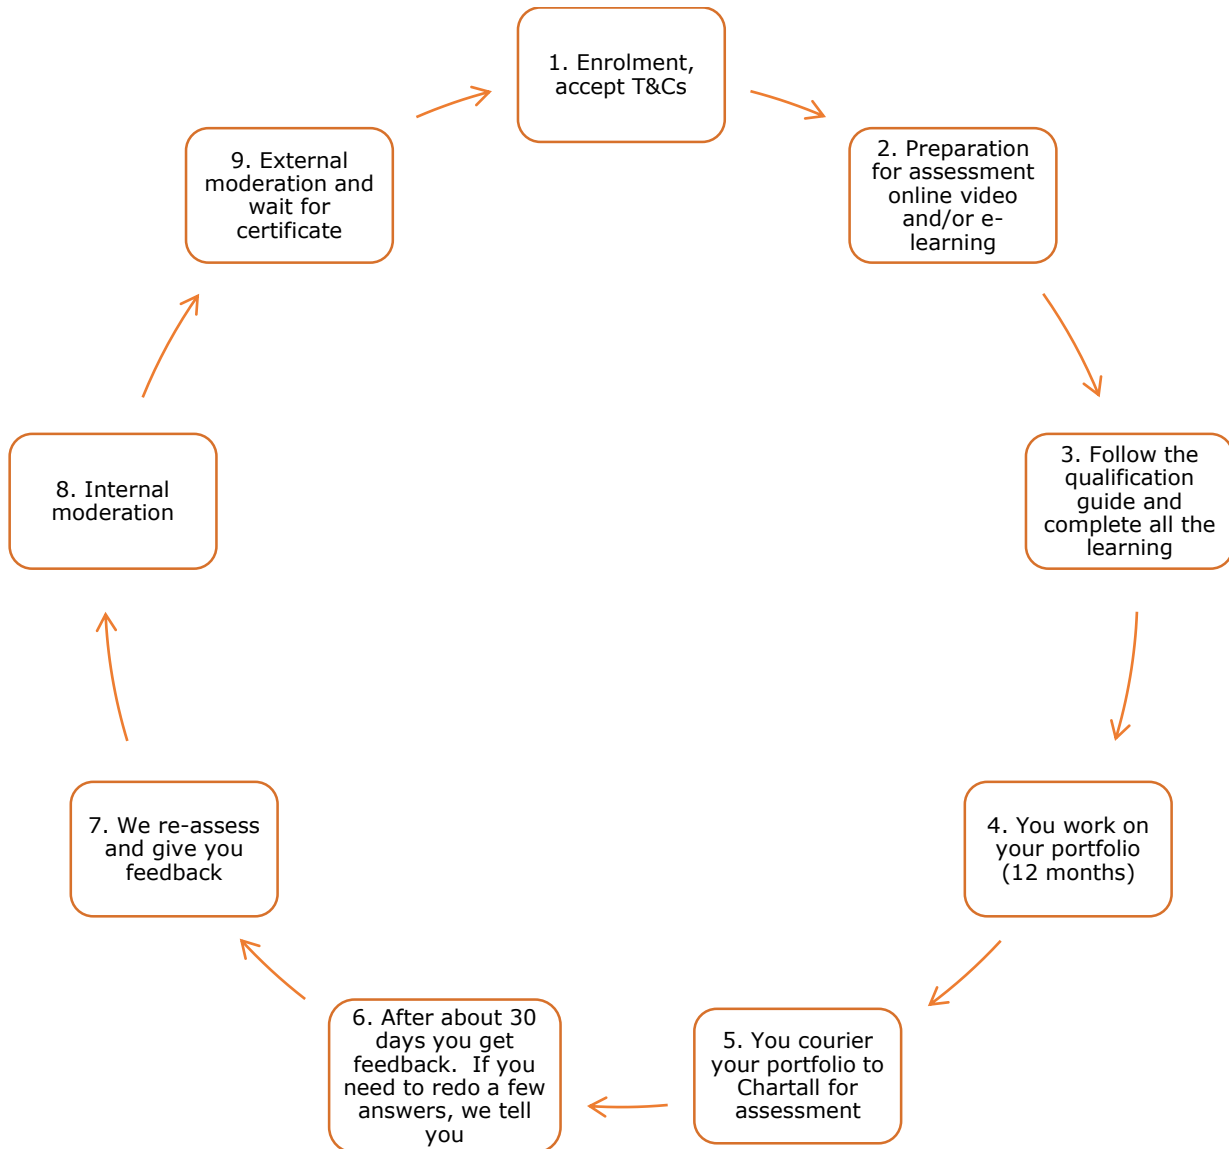 1. Enrolment,
accept T&Cs
2. Preparation
for assessment
online video
and/or e-
learning
3. Follow the
qualification
guide and
complete all the
learning
4. You work on
your portfolio
(12 months)
5. You courier
your portfolio to
Chartall for
assessment
6. After about 30
days you get
feedback.  If you
need to redo a few
answers, we tell
you
7. We re-assess
and give you
feedback
8. Internal
moderation
9. External
moderation and
wait for
certificate